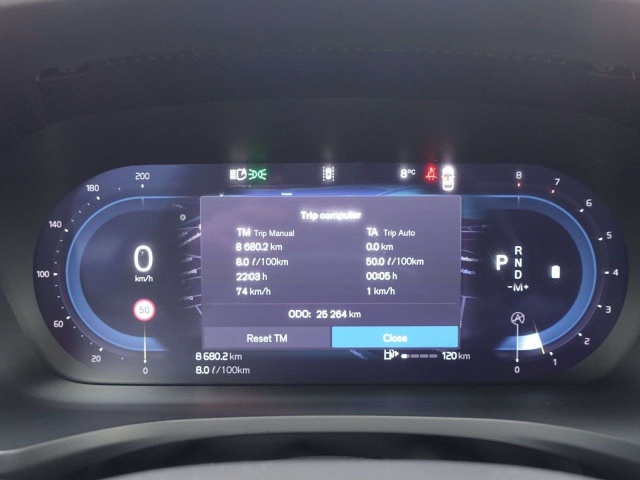 8°C
200
180
140
100
60
20
0
0
km/h
50
Trip computer
TM Trip Manual
TA Trip Auto
8 680.2 km
0.0 km
8.0 ℓ/100km
50.0 ℓ/100km
22:03 h
00:05 h
74 km/h
1 km/h
ODO: 25 264 km
Reset TM
Close
8 680.2 km
8.0 ℓ/100km
120 km
P
R
N
D
-M+
A
8
7
6
5
4
3
2
1
0